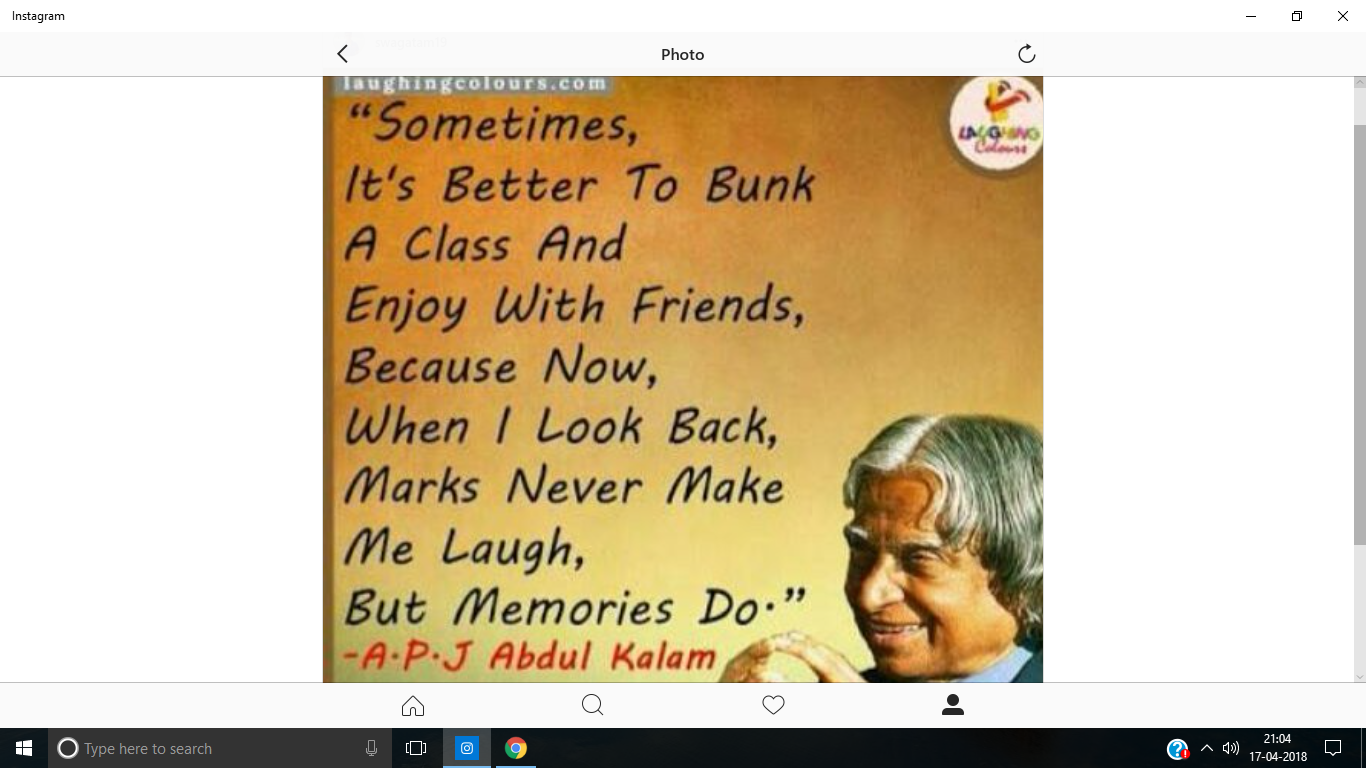 Instagram
Photo
laughingcolours.com
LAUGHING
Colours
“Sometimes,
It's Better To Bunk
A Class And
Enjoy With Friends,
Because Now,
When I Look Back,
Marks Never Make
Me Laugh,
But Memories Do·”
-A·P·J Abdul Kalam
Type here to search
21:04
17-04-2018